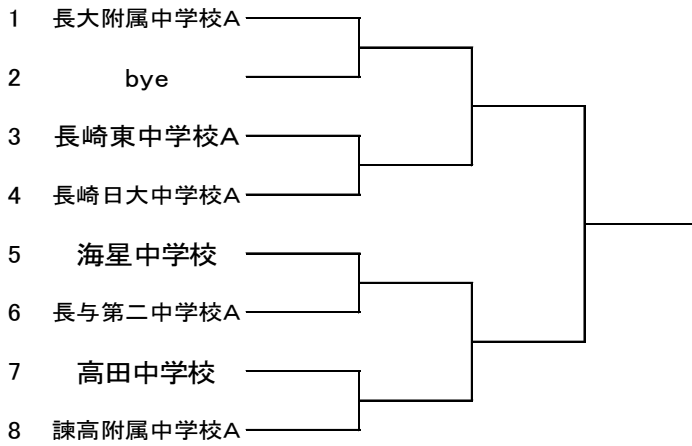 1 長大附属中学校A
2 bye
3 長崎東中学校A
4 長崎日大中学校A
5 海星中学校
6 長与第二中学校A
7 高田中学校
8 諫高附属中学校A